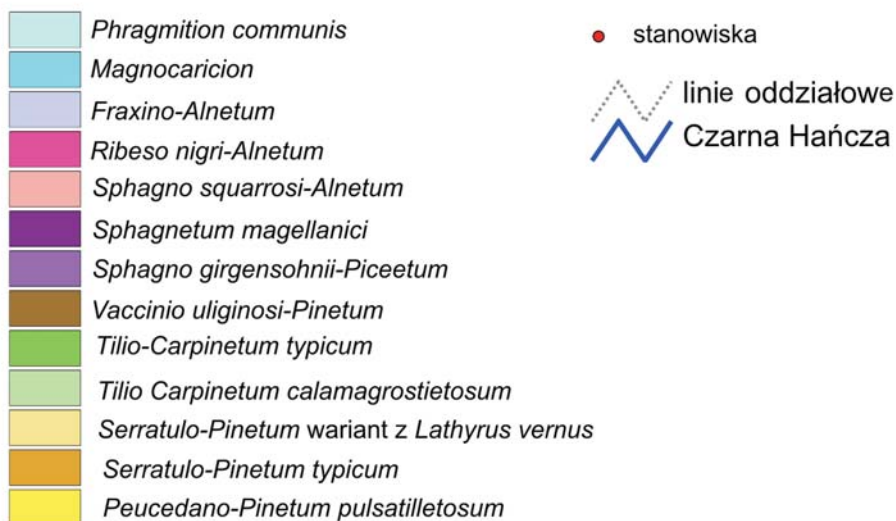 Phragmition communis
Magnocaricion
Fraxino-Alnetum
Ribeso nigri-Alnetum
Sphagno squarrosi-Alnetum
Sphagnetum magellanici
Sphagno girgensohnii-Piceetum
Vaccinio uliginosi-Pinetum
Tilio-Carpinetum typicum
Tilio Carpinetum calamagrostietosum
Serratulo-Pinetum wariant z Lathyrus vernus
Serratulo-Pinetum typicum
Peucedano-Pinetum pulsatilletosum
stanowiska
linie oddziałowe
Czarna Hańcza